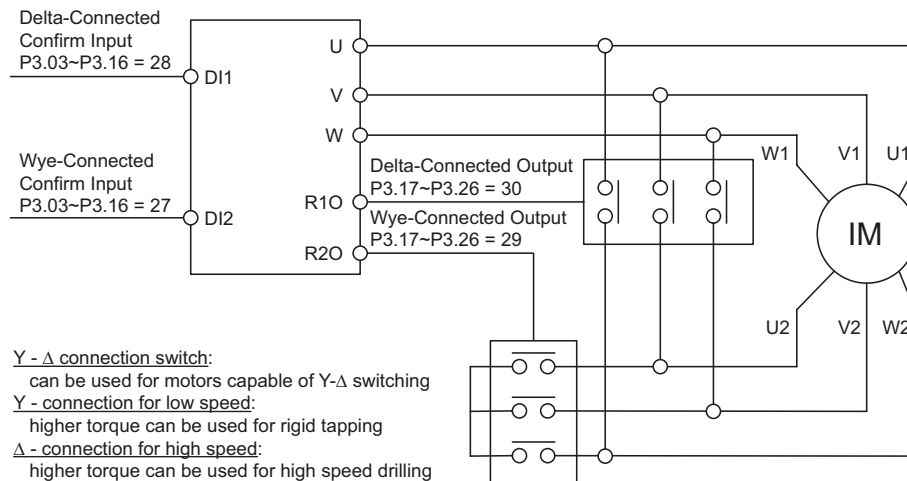 Delta-Connected
Confirm Input
P3.03~P3.16 = 28
DI1
Wye-Connected
Confirm Input
P3.03~P3.16 = 27
DI2
U
V
W
R1O
R2O
Delta-Connected Output
P3.17~P3.26 = 30
Wye-Connected Output
P3.17~P3.26 = 29
W1
V1
U1
IM
U2
V2
W2
Y - Δ connection switch:
can be used for motors capable of Y-Δ switching
Y - connection for low speed:
higher torque can be used for rigid tapping
Δ - connection for high speed:
higher torque can be used for high speed drilling